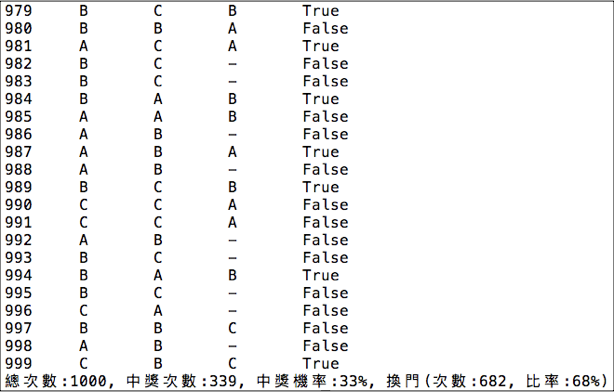 979 B C B True
980 B B A False
981 A C A True
982 B C – False
983 B C – False
984 B A B True
985 A A B False
986 A B – False
987 A B A True
988 A B – False
989 B C B True
990 C C A False
991 C C A False
992 A B – False
993 B C – False
994 B A B True
995 B C – False
996 C A – False
997 B B C False
998 A B – False
999 C B C True
總次數:1000, 中獎次數:339, 中獎機率:33%, 換門(次數:682, 比率:68%)